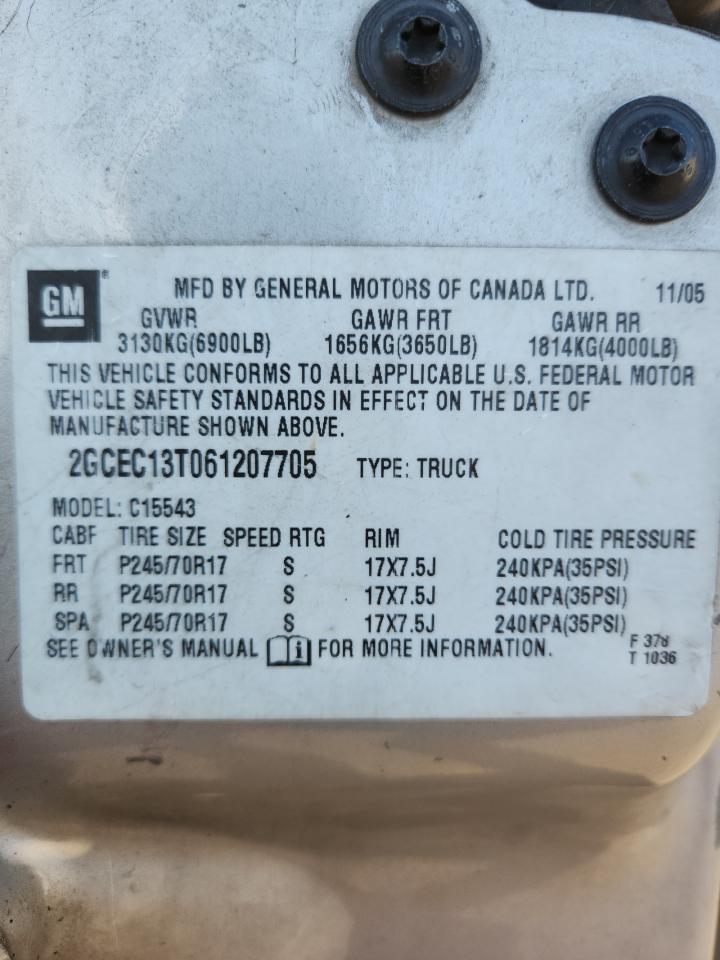 GM ® MFD BY GENERAL MOTORS OF CANADA LTD. 11/05
GVWR GAWR FRT GAWR RR
3130KG(6900LB) 1656KG(3650LB) 1814KG(4000LB)
THIS VEHICLE CONFORMS TO ALL APPLICABLE U.S. FEDERAL MOTOR
VEHICLE SAFETY STANDARDS IN EFFECT ON THE DATE OF
MANUFACTURE SHOWN ABOVE.
2GCEC13T061207705 TYPE: TRUCK
MODEL: C15543
CABF TIRE SIZE SPEED RTG RIM COLD TIRE PRESSURE
FRT P245/70R17 S 17X7.5J 240KPA(35PSI)
RR P245/70R17 S 17X7.5J 240KPA(35PSI)
SPA P245/70R17 S 17X7.5J 240KPA(35PSI)
SEE OWNER'S MANUAL i FOR MORE INFORMATION.
F 378
T 1036